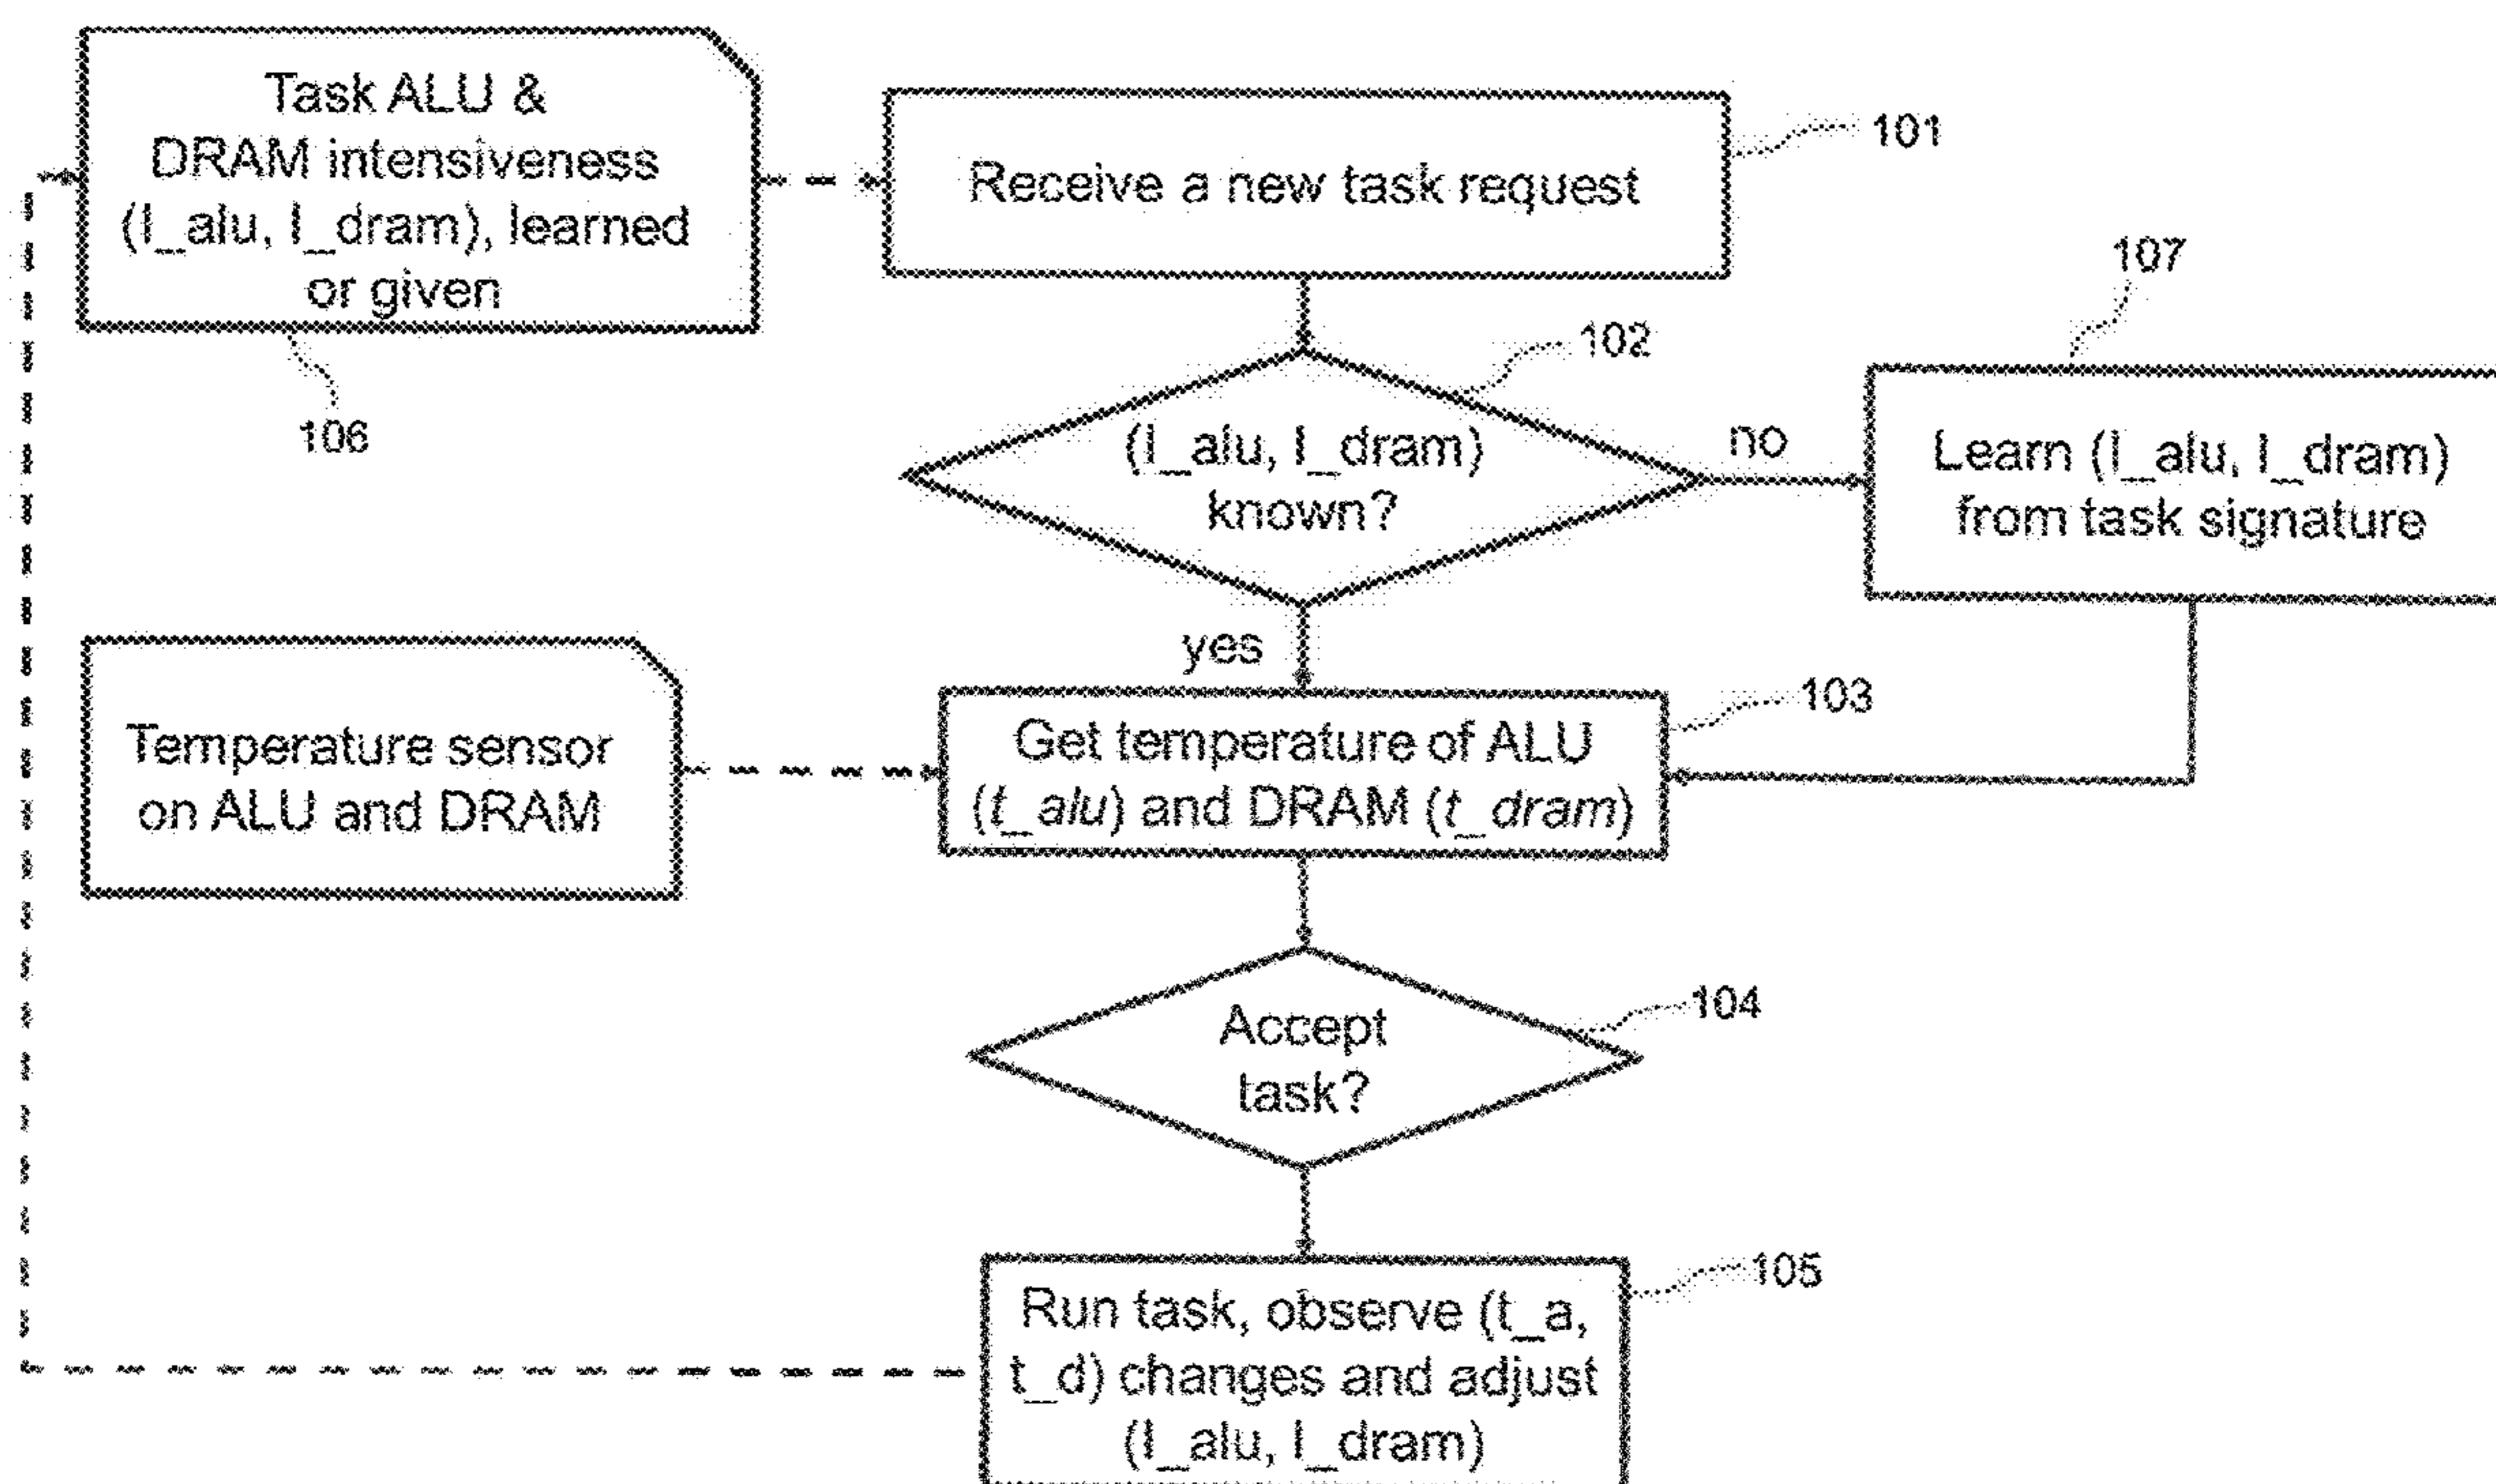 Task ALU &
DRAM intensiveness
(I_alu, I_dram), learned
or given
106
Receive a new task request
101
102
(I_alu, I_dram)
known?
no
107
Learn (I_alu, I_dram)
from task signature
yes
Temperature sensor
on ALU and DRAM
103
Get temperature of ALU
(t_alu) and DRAM (t_dram)
104
Accept
task?
105
Run task, observe (t_a,
t_d) changes and adjust
(I_alu, I_dram)